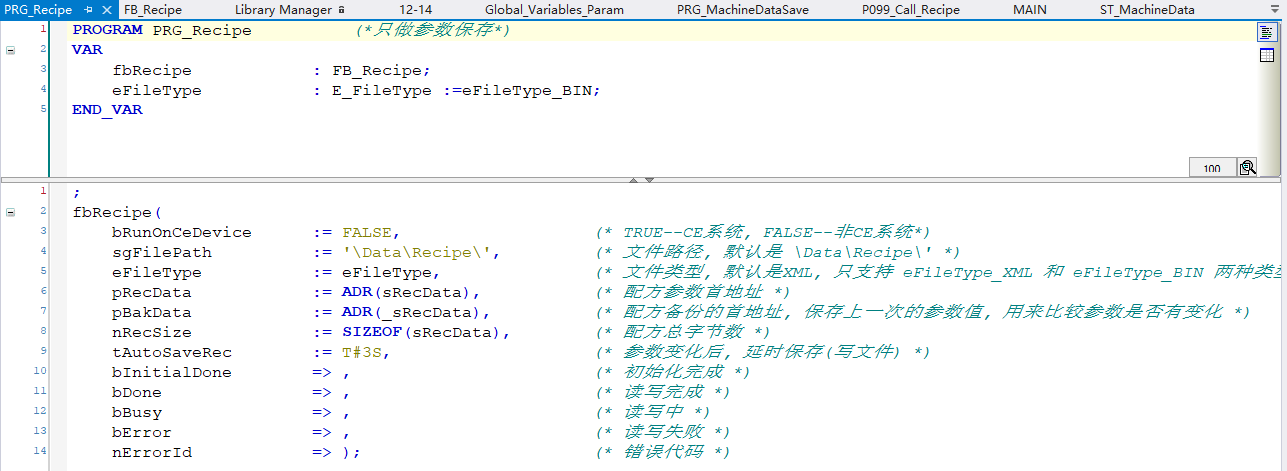 PRG_Recipe FB_Recipe Library Manager 12-14 Global_Variables_Param PRG_MachineDataSave P099_Call_Recipe MAIN ST_MachineData
1 PROGRAM PRG_Recipe (*只做参数保存*)
2 VAR
3 fbRecipe : FB_Recipe;
4 eFileType : E_FileType :=eFileType_BIN;
5 END_VAR
100
1 ;
2 fbRecipe(
3 bRunOnCeDevice := FALSE, (* TRUE--CE系统, FALSE--非CE系统*)
4 sgFilePath := '\Data\Recipe\', (* 文件路径, 默认是 \Data\Recipe\' *)
5 eFileType := eFileType, (* 文件类型, 默认是XML, 只支持 eFileType_XML 和 eFileType_BIN 两种类型
6 pRecData := ADR(sRecData), (* 配方参数首地址 *)
7 pBakData := ADR(_sRecData), (* 配方备份的首地址, 保存上一次的参数值, 用来比较参数是否有变化 *)
8 nRecSize := SIZEOF(sRecData), (* 配方总字节数 *)
9 tAutoSaveRec := T#3S, (* 参数变化后, 延时保存(写文件) *)
10 bInitialDone => , (* 初始化完成 *)
11 bDone => , (* 读写完成 *)
12 bBusy => , (* 读写中 *)
13 bError => , (* 读写失败 *)
14 nErrorId => ); (* 错误代码 *)